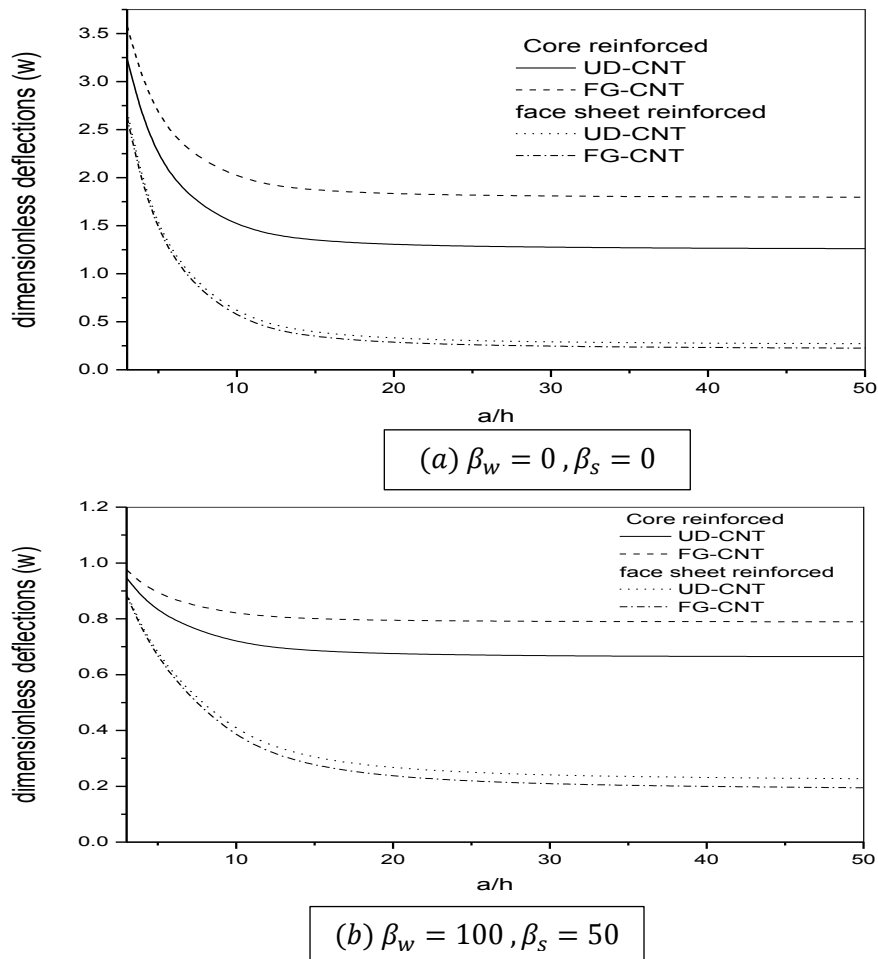 3.5
3.0
2.5
2.0
1.5
1.0
0.5
0.0
dimensionless deflections (w)
Core reinforced
UD-CNT
FG-CNT
face sheet reinforced
UD-CNT
FG-CNT
10 20 30 40 50
a/h
(a) β_w = 0 , β_s = 0
1.2
1.0
0.8
0.6
0.4
0.2
0.0
dimensionless deflections (w)
Core reinforced
UD-CNT
FG-CNT
face sheet reinforced
UD-CNT
FG-CNT
10 20 30 40 50
a/h
(b) β_w = 100 , β_s = 50